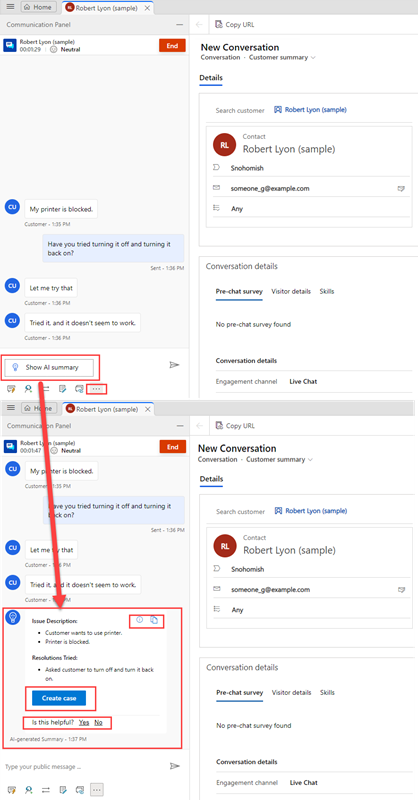 Home
RL Robert Lyon (sample)
Communication Panel
Copy URL
Robert Lyon (sample)
00:01:29
Neutral
End
New Conversation
Conversation · Customer summary
Details
Search customer
Robert Lyon (sample)
RL
Contact
Robert Lyon (sample)
Snohomish
someone_g@example.com
Any
CU
My printer is blocked.
Customer - 1:35 PM
Have you tried turning it off and turning it
back on?
Sent - 1:36 PM
CU
Let me try that
Customer - 1:36 PM
CU
Tried it, and it doesn't seem to work.
Customer - 1:36 PM
Conversation details
Pre-chat survey
Visitor details
Skills
No pre-chat survey found
Conversation details
Engagement channel
Live Chat
Show AI summary
Home
RL Robert Lyon (sample)
Communication Panel
Copy URL
Robert Lyon (sample)
00:01:47
Neutral
End
New Conversation
Conversation · Customer summary
Details
Search customer
Robert Lyon (sample)
RL
Contact
Robert Lyon (sample)
Snohomish
someone_g@example.com
Any
CU
My printer is blocked.
Customer - 1:35 PM
Have you tried turning it off and turning it
back on?
Sent - 1:36 PM
CU
Let me try that
Customer - 1:36 PM
CU
Tried it, and it doesn't seem to work.
Customer - 1:36 PM
Issue Description:
Customer wants to use printer.
Printer is blocked.
Resolutions Tried:
Asked customer to turn off and turn it back
on.
Create case
Is this helpful? Yes No
AI-generated Summary - 1:37 PM
Type your public message ...
Conversation details
Pre-chat survey
Visitor details
Skills
No pre-chat survey found
Conversation details
Engagement channel
Live Chat